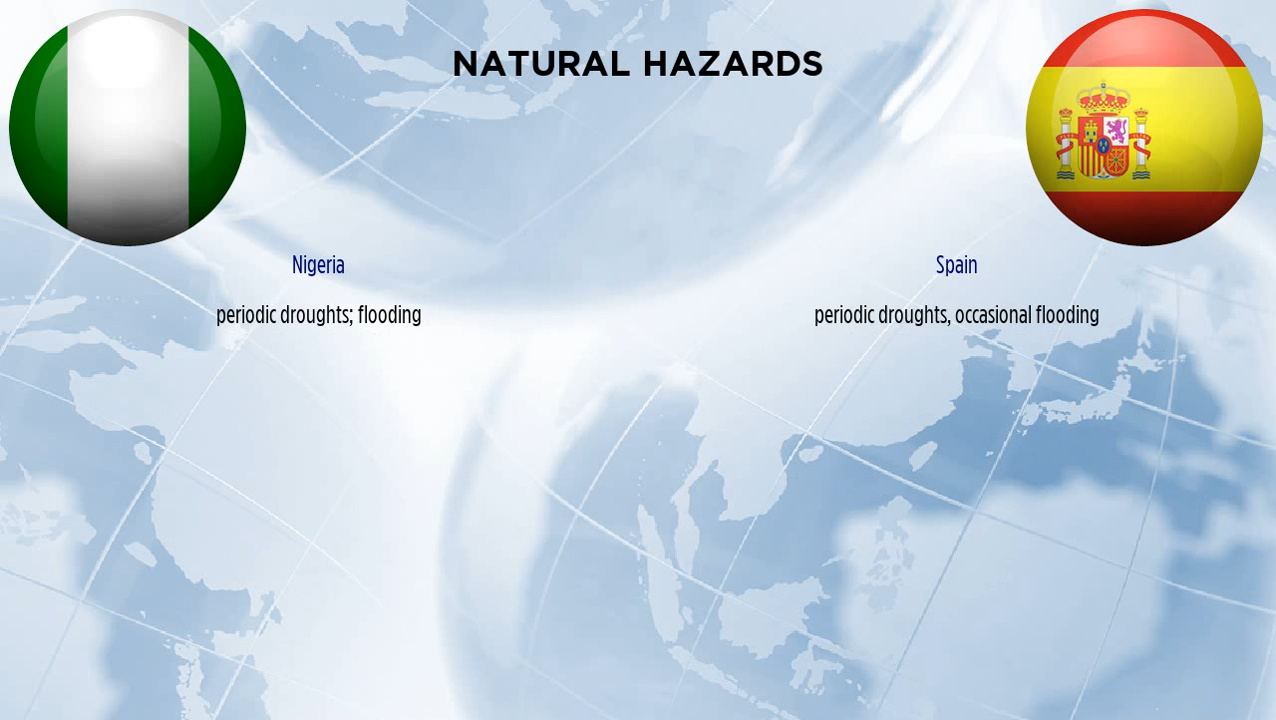 NATURAL HAZARDS
Nigeria
Spain
periodic droughts; flooding
periodic droughts, occasional flooding